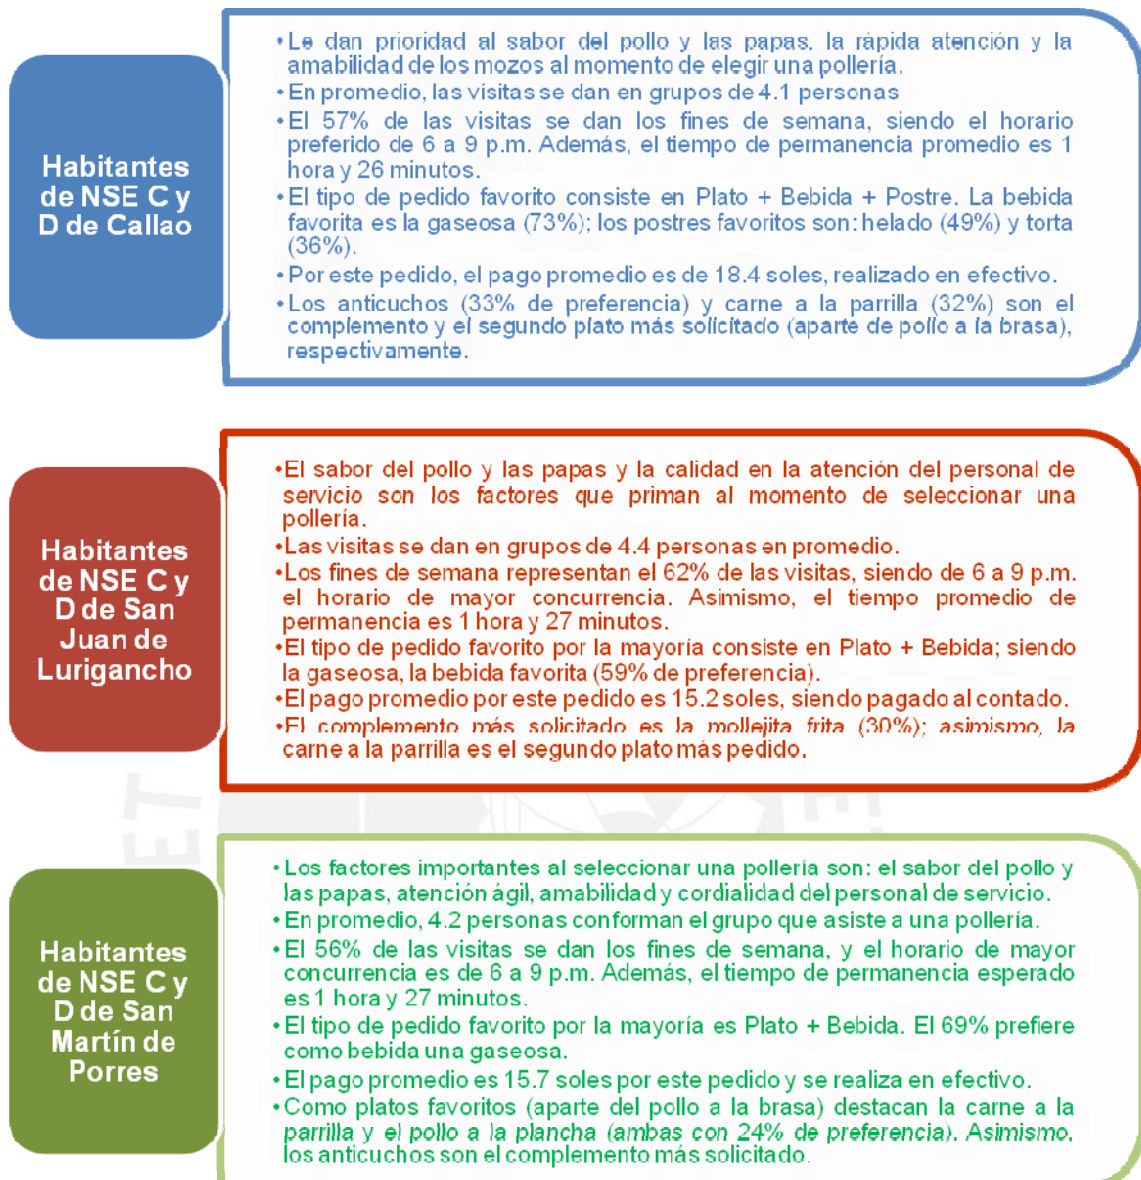 Habitantes
de NSE C y
D de Callao
• Le dan prioridad al sabor del pollo y las papas, la rápida atención y la
amabilidad de los mozos al momento de elegir una pollería.
• En promedio, las visitas se dan en grupos de 4.1 personas
• El 57% de las visitas se dan los fines de semana, siendo el horario
preferido de 6 a 9 p.m. Además, el tiempo de permanencia promedio es 1
hora y 26 minutos.
• El tipo de pedido favorito consiste en Plato + Bebida + Postre. La bebida
favorita es la gaseosa (73%); los postres favoritos son: helado (49%) y torta
(36%).
• Por este pedido, el pago promedio es de 18.4 soles, realizado en efectivo.
• Los anticuchos (33% de preferencia) y carne a la parrilla (32%) son el
complemento y el segundo plato más solicitado (aparte de pollo a la brasa),
respectivamente.
Habitantes
de NSE C y
D de San
Juan de
Lurigancho
•El sabor del pollo y las papas y la calidad en la atención del personal de
servicio son los factores que priman al momento de seleccionar una
pollería.
•Las visitas se dan en grupos de 4.4 personas en promedio.
•Los fines de semana representan el 62% de las visitas, siendo de 6 a 9 p.m.
el horario de mayor concurrencia. Asimismo, el tiempo promedio de
permanencia es 1 hora y 27 minutos.
•El tipo de pedido favorito por la mayoría consiste en Plato + Bebida; siendo
la gaseosa, la bebida favorita (59% de preferencia).
•El pago promedio por este pedido es 15.2 soles, siendo pagado al contado.
•El complemento más solicitado es la mollejita frita (30%); asimismo, la
carne a la parrilla es el segundo plato más pedido.
Habitantes
de NSE C y
D de San
Martín de
Porres
• Los factores importantes al seleccionar una pollería son: el sabor del pollo y
las papas, atención ágil, amabilidad y cordialidad del personal de servicio.
• En promedio, 4.2 personas conforman el grupo que asiste a una pollería.
• El 56% de las visitas se dan los fines de semana, y el horario de mayor
concurrencia es de 6 a 9 p.m. Además, el tiempo de permanencia esperado
es 1 hora y 27 minutos.
• El tipo de pedido favorito por la mayoría es Plato + Bebida. El 69% prefiere
como bebida una gaseosa.
• El pago promedio es 15.7 soles por este pedido y se realiza en efectivo.
• Como platos favoritos (aparte del pollo a la brasa) destacan la carne a la
parrilla y el pollo a la plancha (ambas con 24% de preferencia). Asimismo,
los anticuchos son el complemento más solicitado.